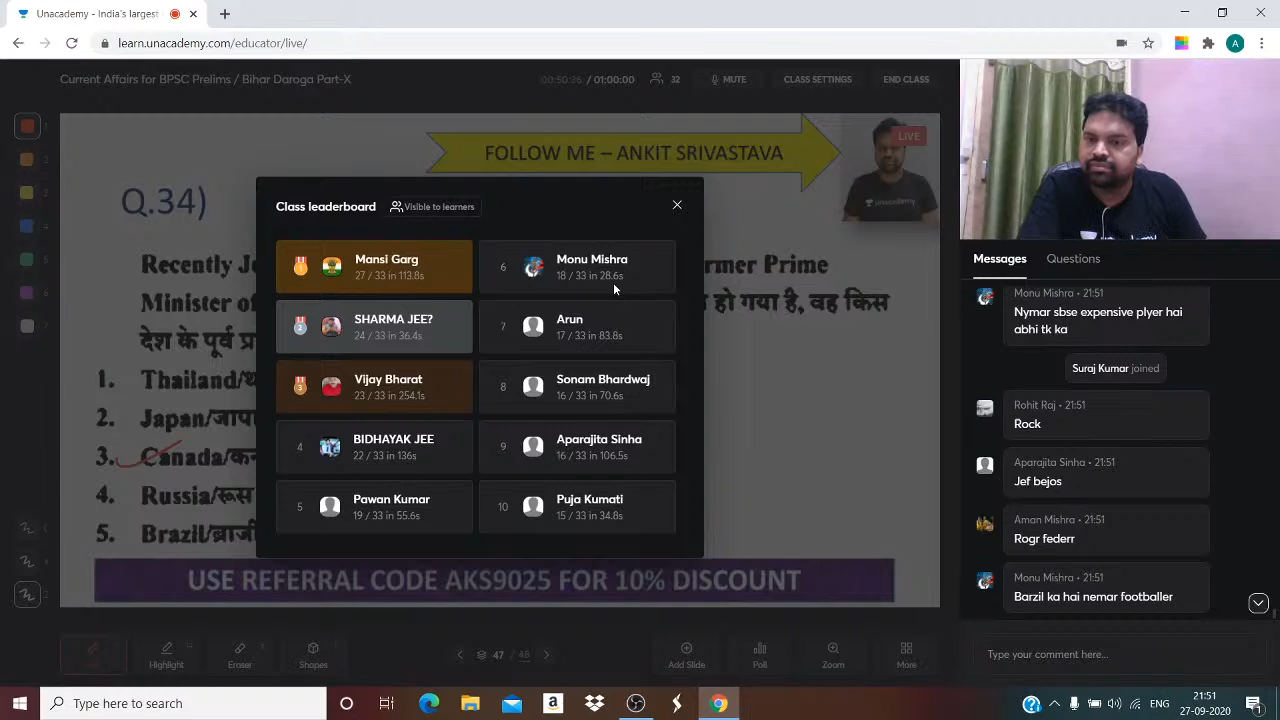 Unacademy - India's largest
learn.unacademy.com/educator/live/
A
Current Affairs for BPSC Prelims / Bihar Daroga Part-X
/ 01:00:00
32
MUTE
CLASS SETTINGS
END CLASS
FOLLOW ME – ANKIT SRIVASTAVA
LIVE
unacademy
Q.34)
Class leaderboard
Visible to learners
Mansi Garg
27 / 33 in 113.8s
SHARMA JEE?
24 / 33 in 36.4s
Vijay Bharat
23 / 33 in 254.1s
4
BIDHAYAK JEE
22 / 33 in 136s
5
Pawan Kumar
19 / 33 in 55.6s
6
Monu Mishra
18 / 33 in 28.6s
7
Arun
17 / 33 in 83.8s
8
Sonam Bhardwaj
16 / 33 in 70.6s
9
Aparajita Sinha
16 / 33 in 106.5s
10
Puja Kumati
15 / 33 in 34.8s
Recently rmer Prime
Minister of हो गया है, वह किस
देश के पूर्व
1. Thailand/
2. Japan/
3. Canada/
4. Russia/रूस
5. Brazil/
USE REFERRAL CODE AKS9025 FOR 10% DISCOUNT
Highlight
Eraser
Shapes
47 / 48
Add Slide
Poll
Zoom
More
Messages
Questions
Monu Mishra • 21:51
Nymar sbse expensive plyer hai
abhi tk ka
Suraj Kumar joined
Rohit Raj • 21:51
Rock
Aparajita Sinha • 21:51
Jef bejos
Aman Mishra • 21:51
Rogr federr
Monu Mishra • 21:51
Barzil ka hai nemar footballer
Type your comment here...
Type here to search
ENG
21:51
27-09-2020